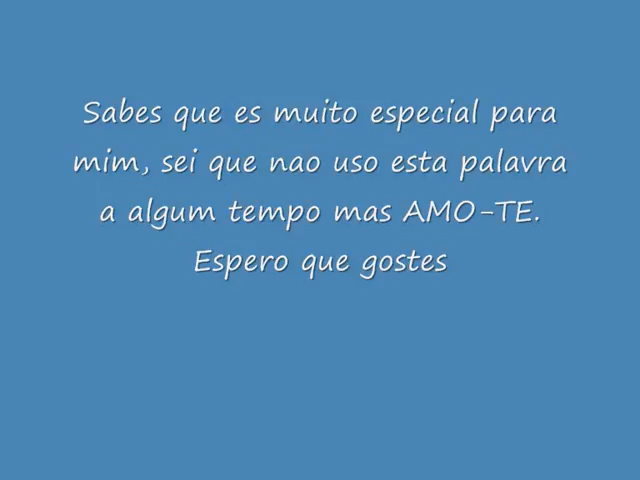 Sabes que es muito especial para
mim, sei que nao uso esta palavra
a algum tempo mas AMO-TE.
Espero que gostes